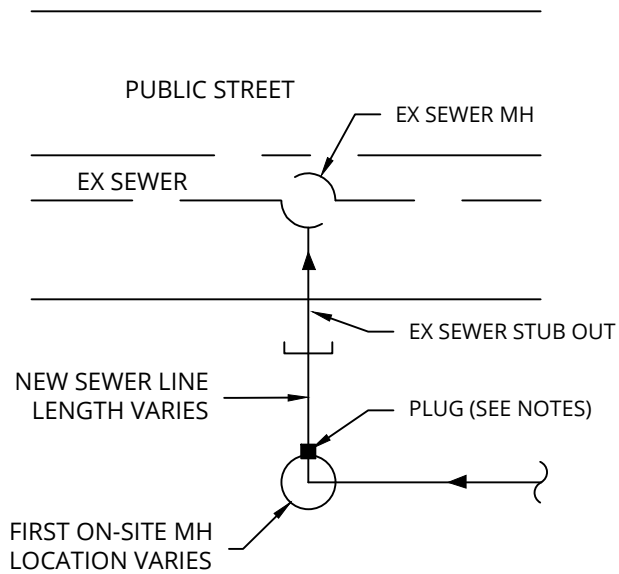 PUBLIC STREET
EX SEWER MH
EX SEWER
EX SEWER STUB OUT
NEW SEWER LINE
LENGTH VARIES
PLUG (SEE NOTES)
FIRST ON-SITE MH
LOCATION VARIES